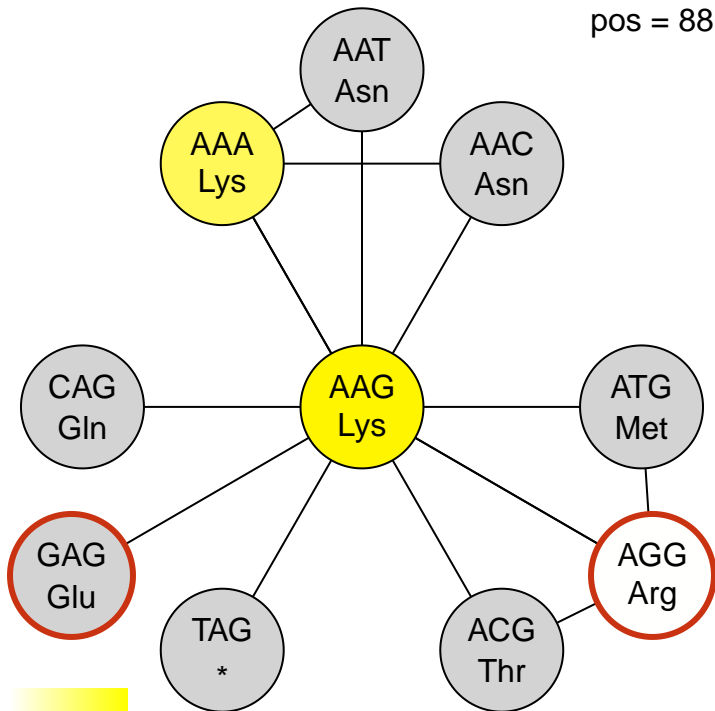 pos = 88
AAT
Asn
AAA
Lys
AAC
Asn
CAG
Gln
AAG
Lys
ATG
Met
GAG
Glu
AGG
Arg
TAG
*
ACG
Thr